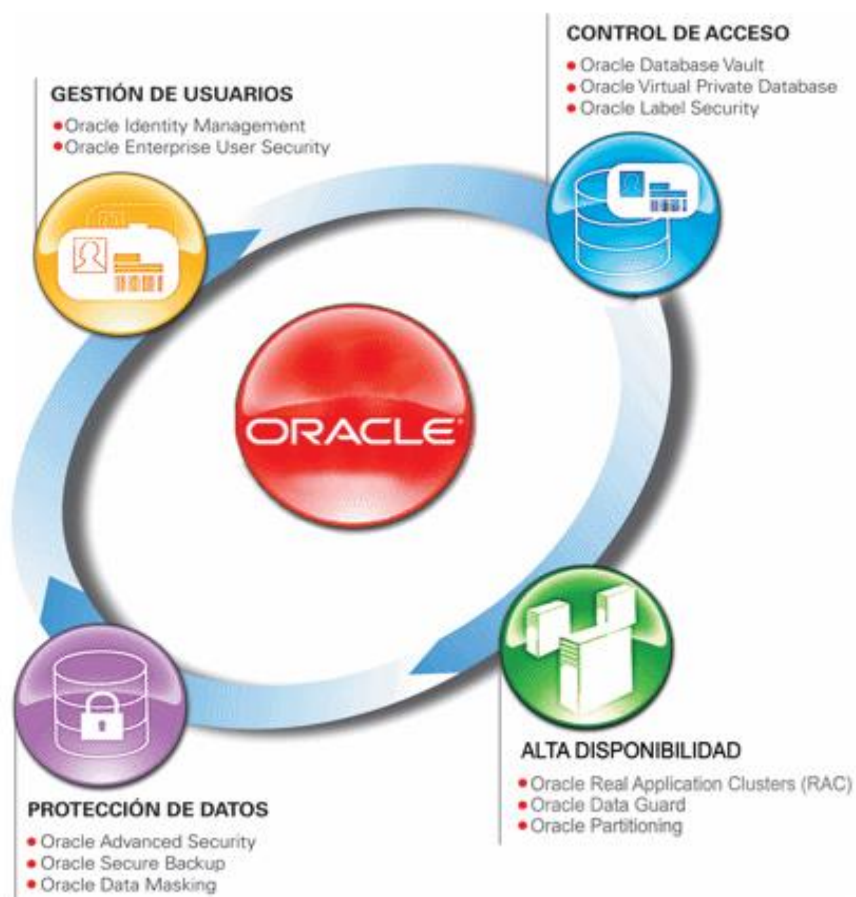 CONTROL DE ACCESO
• Oracle Database Vault
• Oracle Virtual Private Database
• Oracle Label Security
GESTIÓN DE USUARIOS
• Oracle Identity Management
• Oracle Enterprise User Security
ORACLE
ALTA DISPONIBILIDAD
• Oracle Real Application Clusters (RAC)
• Oracle Data Guard
• Oracle Partitioning
PROTECCIÓN DE DATOS
• Oracle Advanced Security
• Oracle Secure Backup
• Oracle Data Masking